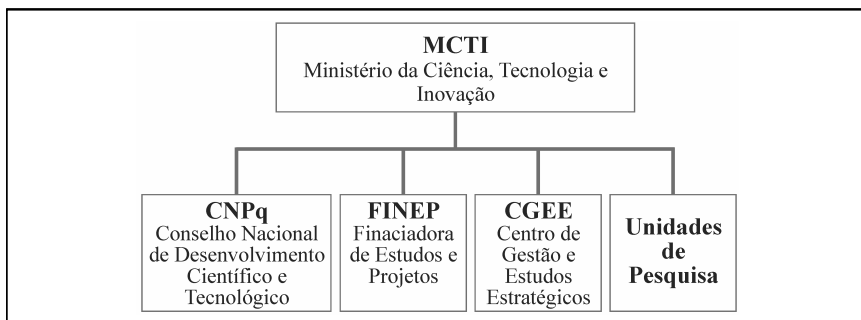 MCTI
Ministério da Ciência, Tecnologia e
Inovação
CNPq
Conselho Nacional
de Desenvolvimento
Científico e
Tecnológico
FINEP
Finaciadora
de Estudos e
Projetos
CGEE
Centro de
Gestão e
Estudos
Estratégicos
Unidades
de
Pesquisa